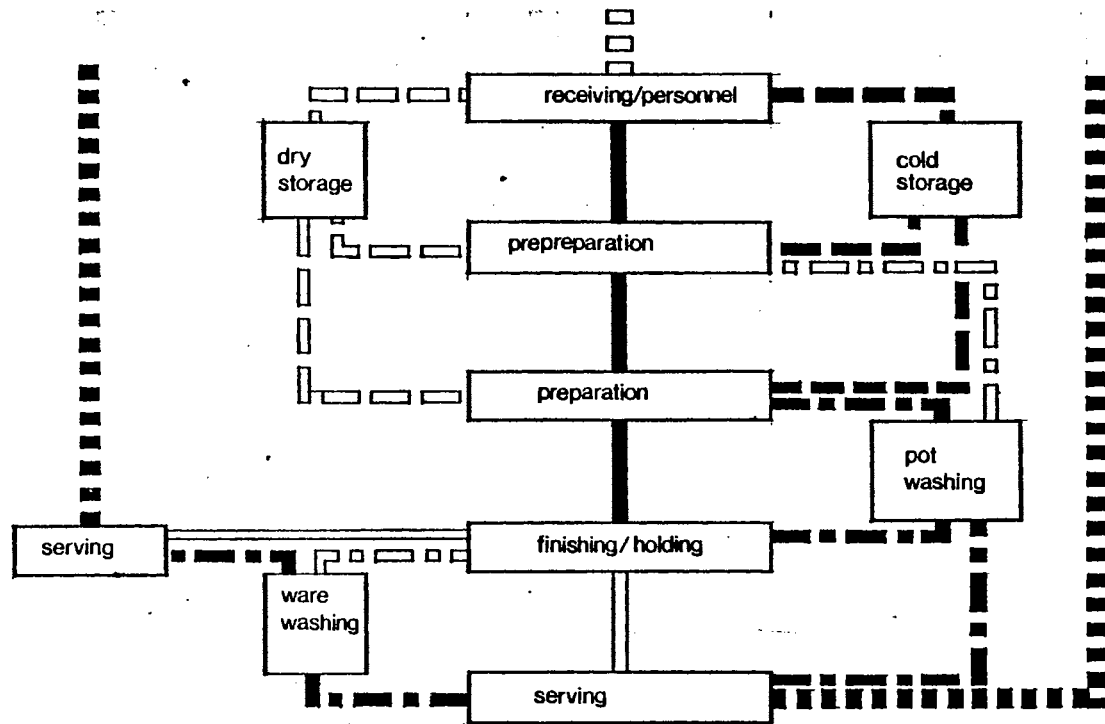 receiving/personnel
dry
storage
cold
storage
prepreparation
preparation
pot
washing
serving
finishing/holding
ware
washing
serving